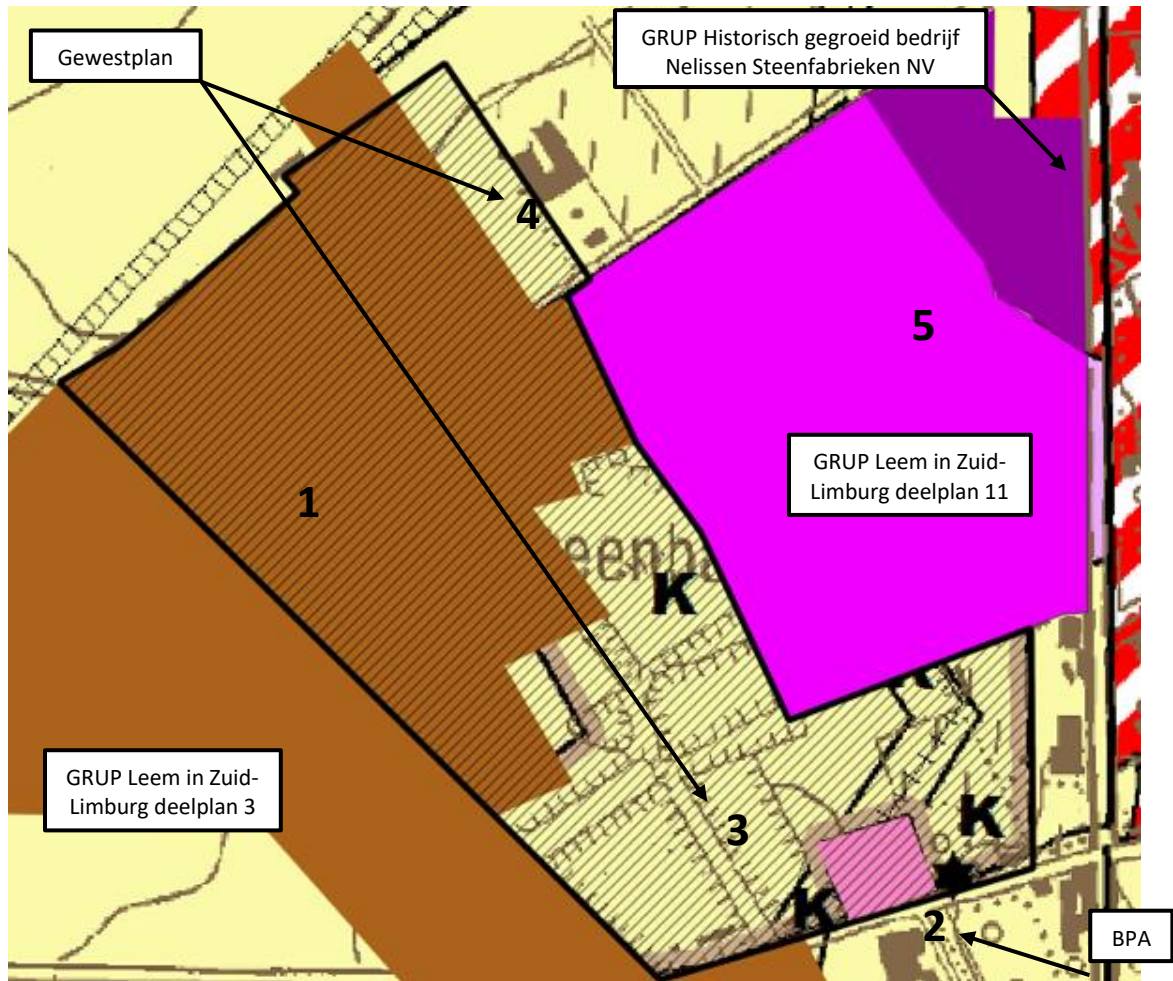 Gewestplan
GRUP Historisch gegroeid bedrijf
Nelissen Steenfabrieken NV
4
5
GRUP Leem in Zuid-
Limburg deelplan 11
1
eenha
K
K
GRUP Leem in Zuid-
Limburg deelplan 3
3
K
K
2
BPA